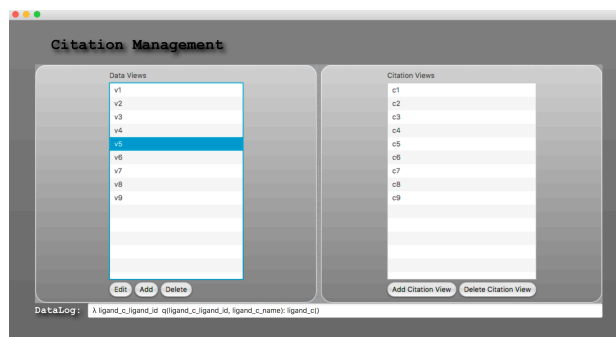 Citation Management
Data Views
v1
v2
v3
v4
v5
v6
v7
v8
v9
Edit Add Delete
Citation Views
c1
c2
c3
c4
c5
c6
c7
c8
c9
Add Citation View Delete Citation View
DataLog: λ ligand_c_ligand_id q(ligand_c_ligand_id, ligand_c_name): ligand_c()